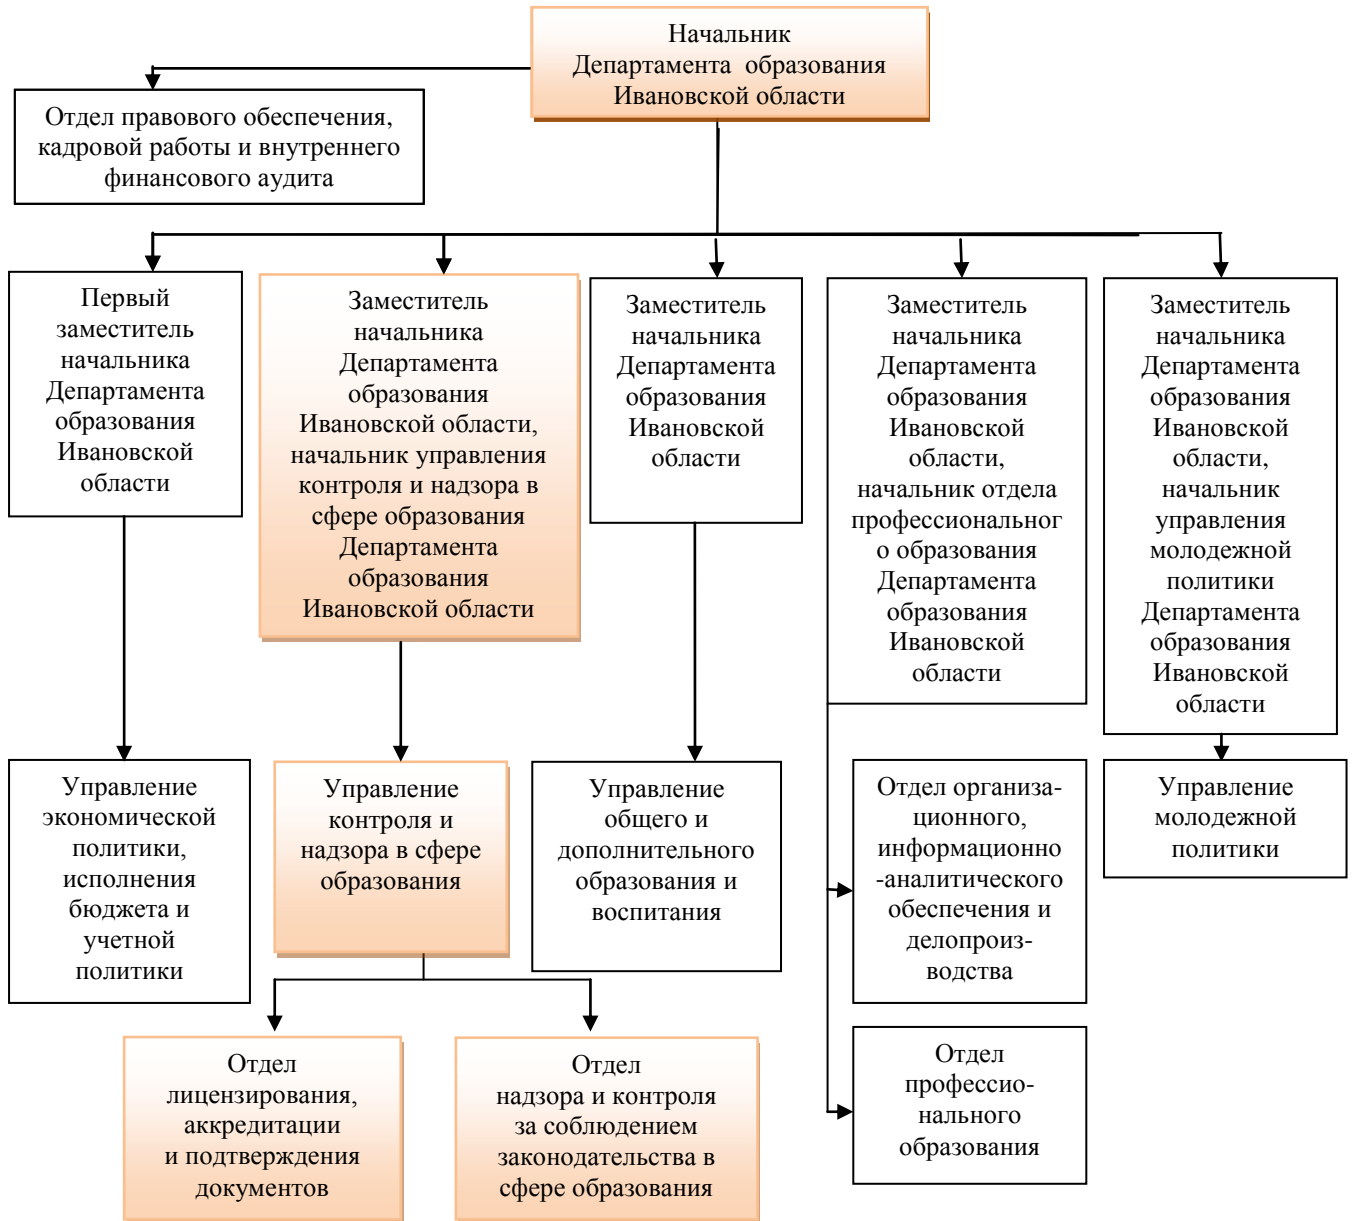 Начальник
Департамента образования
Ивановской области
Отдел правового обеспечения,
кадровой работы и внутреннего
финансового аудита
Первый
заместитель
начальника
Департамента
образования
Ивановской
области
Заместитель
начальника
Департамента
образования
Ивановской области,
начальник управления
контроля и надзора в
сфере образования
Департамента
образования
Ивановской области
Заместитель
начальника
Департамента
образования
Ивановской
области
Заместитель
начальника
Департамента
образования
Ивановской
области,
начальник отдела
профессиональног
о образования
Департамента
образования
Ивановской
области
Заместитель
начальника
Департамента
образования
Ивановской
области,
начальник
управления
молодежной
политики
Департамента
образования
Ивановской
области
Управление
экономической
политики,
исполнения
бюджета и
учетной
политики
Управление
контроля и
надзора в сфере
образования
Управление
общего и
дополнительного
образования и
воспитания
Отдел организа-
ционного,
информационно
-аналитического
обеспечения и
делопроиз-
водства
Управление
молодежной
политики
Отдел
лицензирования,
аккредитации
и подтверждения
документов
Отдел
надзора и контроля
за соблюдением
законодательства в
сфере образования
Отдел
профессио-
нального
образования